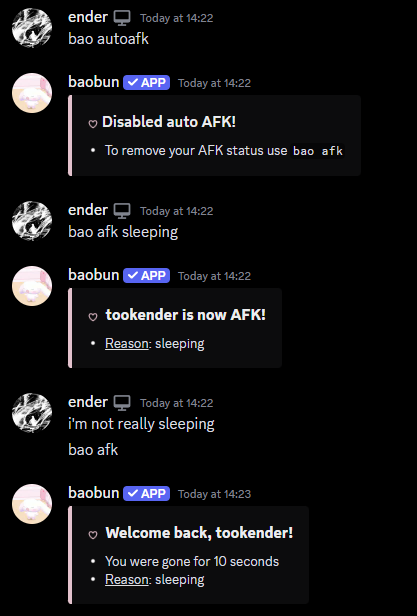 ender Today at 14:22
bao autoafk
baobun ✓ APP Today at 14:22
♡ Disabled auto AFK!
• To remove your AFK status use bao afk
ender Today at 14:22
bao afk sleeping
baobun ✓ APP Today at 14:22
♡ tookender is now AFK!
• Reason: sleeping
ender Today at 14:22
i'm not really sleeping
bao afk
baobun ✓ APP Today at 14:23
♡ Welcome back, tookender!
• You were gone for 10 seconds
• Reason: sleeping